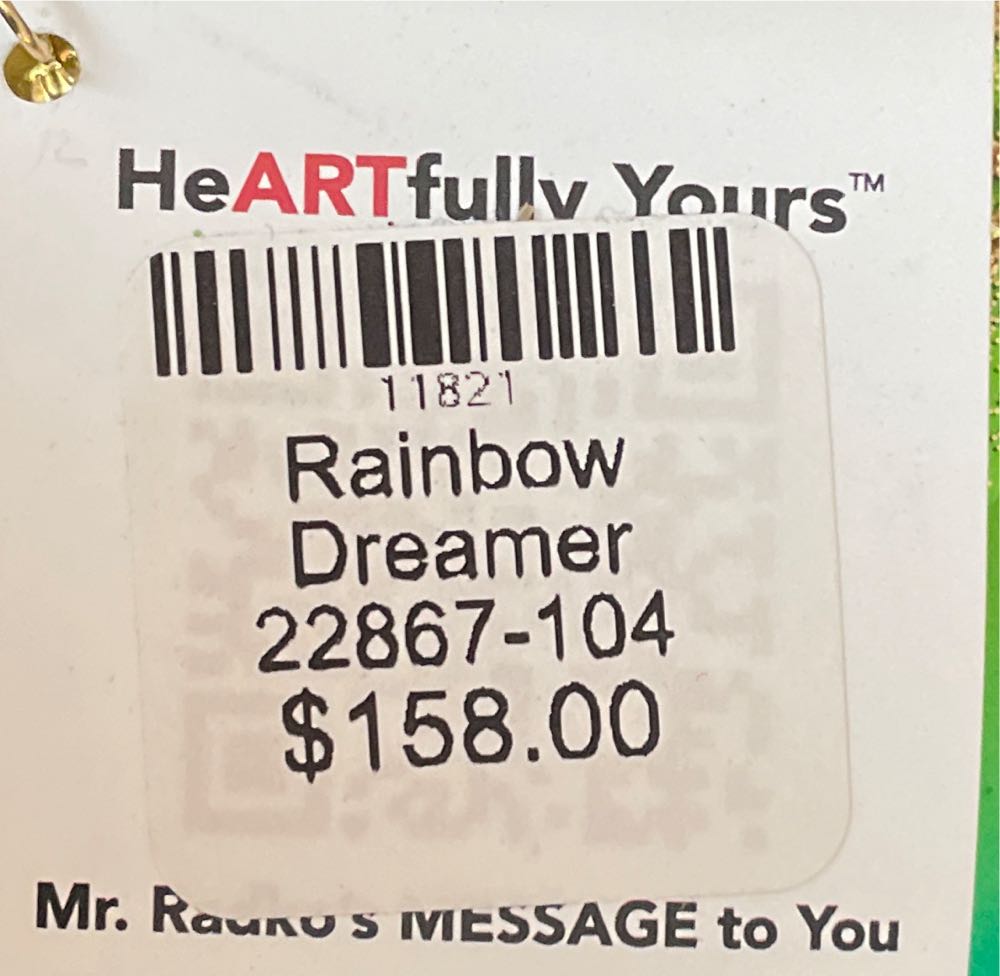 HeARTfully Yours™
11821
Rainbow
Dreamer
22867-104
$158.00
Mr. Radko's MESSAGE to You